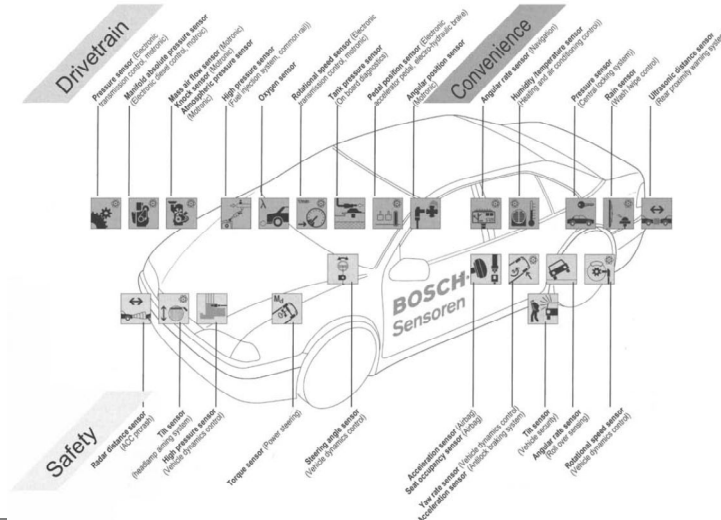 Drivetrain
Pressure sensor (Electronic
transmission control, motronic)
Manifold absolute pressure sensor
(Electronic diesel control, motronic)
Mass air flow sensor (Motronic)
Knock sensor (Motronic)
Atmospheric pressure sensor
(Motronic)
High pressure sensor
(Fuel injection system, common rail))
Oxygen sensor
Rotational speed sensor (Electronic
transmission control, motronic)
Tank pressure sensor
(On board diagnostics)
Pedal position sensor (Electronic
accelerator pedal, electro-hydraulic brake)
Angular position sensor
(Motronic)
Convenience
Angular rate sensor (Navigation)
Humidity /temperature sensor
(Heating and air conditioning control))
Pressure sensor
(Central locking system))
Rain sensor
(Wash /wipe control)
Ultrasonic distance sensor
(Rear proximity warning system
λ
BOSCH-
Sensoren
Safety
Radar distance sensor
(ACC precrash)
Tilt sensor
(headlamp aiming system)
High pressure sensor
(Vehicle dynamics control)
Torque sensor (Power steering)
Steering angle sensor
(Vehicle dynamics control)
Acceleration sensor (Airbag)
Seat occupancy sensor (Airbag)
Yaw rate sensor (Vehicle dynamics control)
Acceleration sensor (Antilock braking system)
Tilt sensor
(Vehicle security)
Angular rate sensor
(Roll over sensing)
Rotational speed sensor
(Vehicle dynamics control)